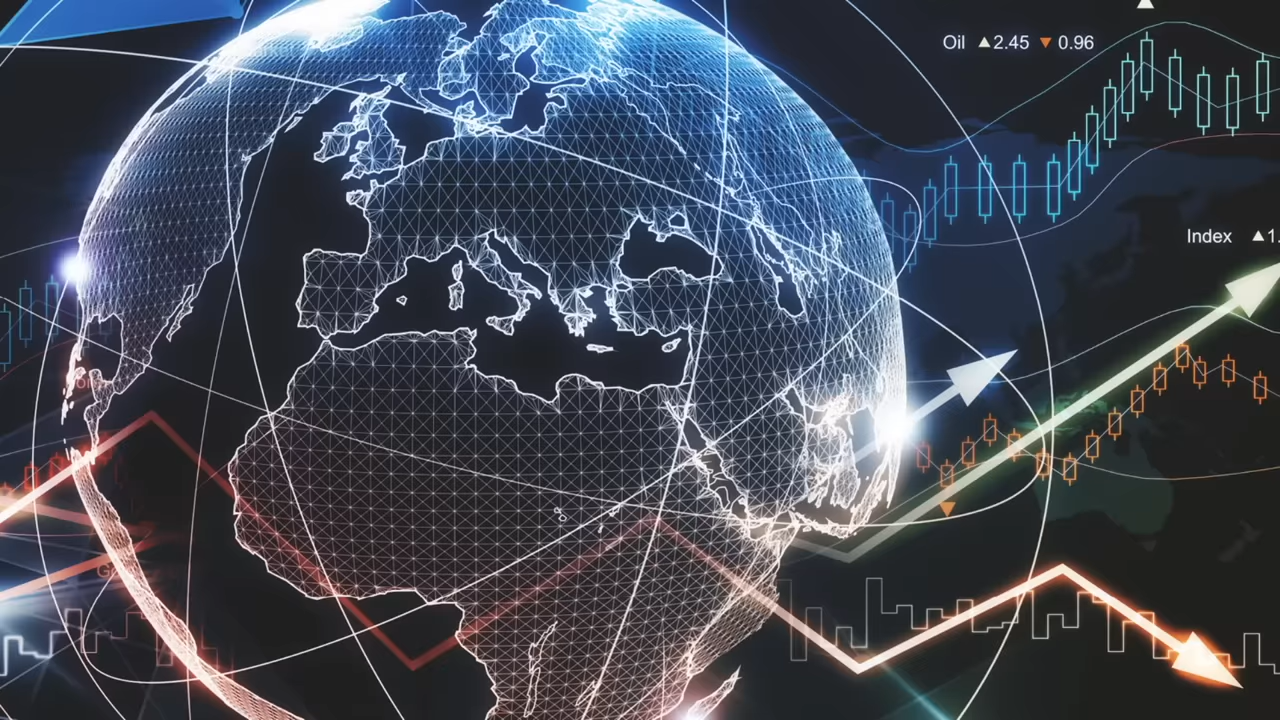 Oil ▲2.45 ▼ 0.96
Index ▲1.